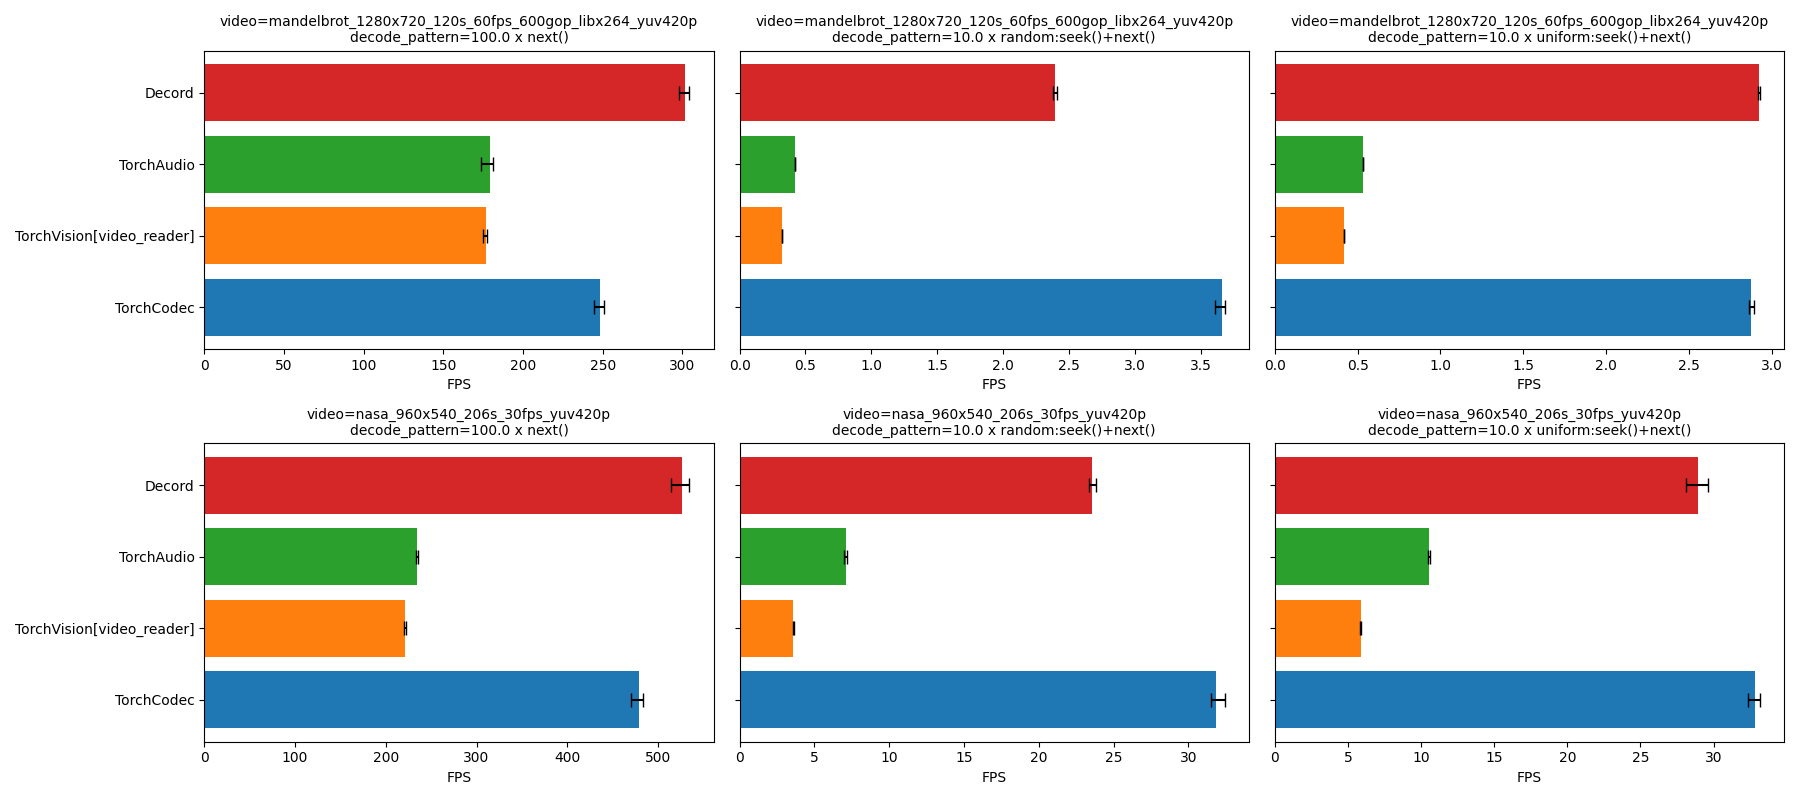 video=mandelbrot_1280x720_120s_60fps_600gop_libx264_yuv420p
decode_pattern=100.0 x next()
video=mandelbrot_1280x720_120s_60fps_600gop_libx264_yuv420p
decode_pattern=10.0 x random:seek()+next()
video=mandelbrot_1280x720_120s_60fps_600gop_libx264_yuv420p
decode_pattern=10.0 x uniform:seek()+next()
Decord
TorchAudio
TorchVision[video_reader]
TorchCodec
0 50 100 150 200 250 300
FPS
0.0 0.5 1.0 1.5 2.0 2.5 3.0 3.5
FPS
0.0 0.5 1.0 1.5 2.0 2.5 3.0
FPS
video=nasa_960x540_206s_30fps_yuv420p
decode_pattern=100.0 x next()
video=nasa_960x540_206s_30fps_yuv420p
decode_pattern=10.0 x random:seek()+next()
video=nasa_960x540_206s_30fps_yuv420p
decode_pattern=10.0 x uniform:seek()+next()
Decord
TorchAudio
TorchVision[video_reader]
TorchCodec
0 100 200 300 400 500
FPS
0 5 10 15 20 25 30
FPS
0 5 10 15 20 25 30
FPS